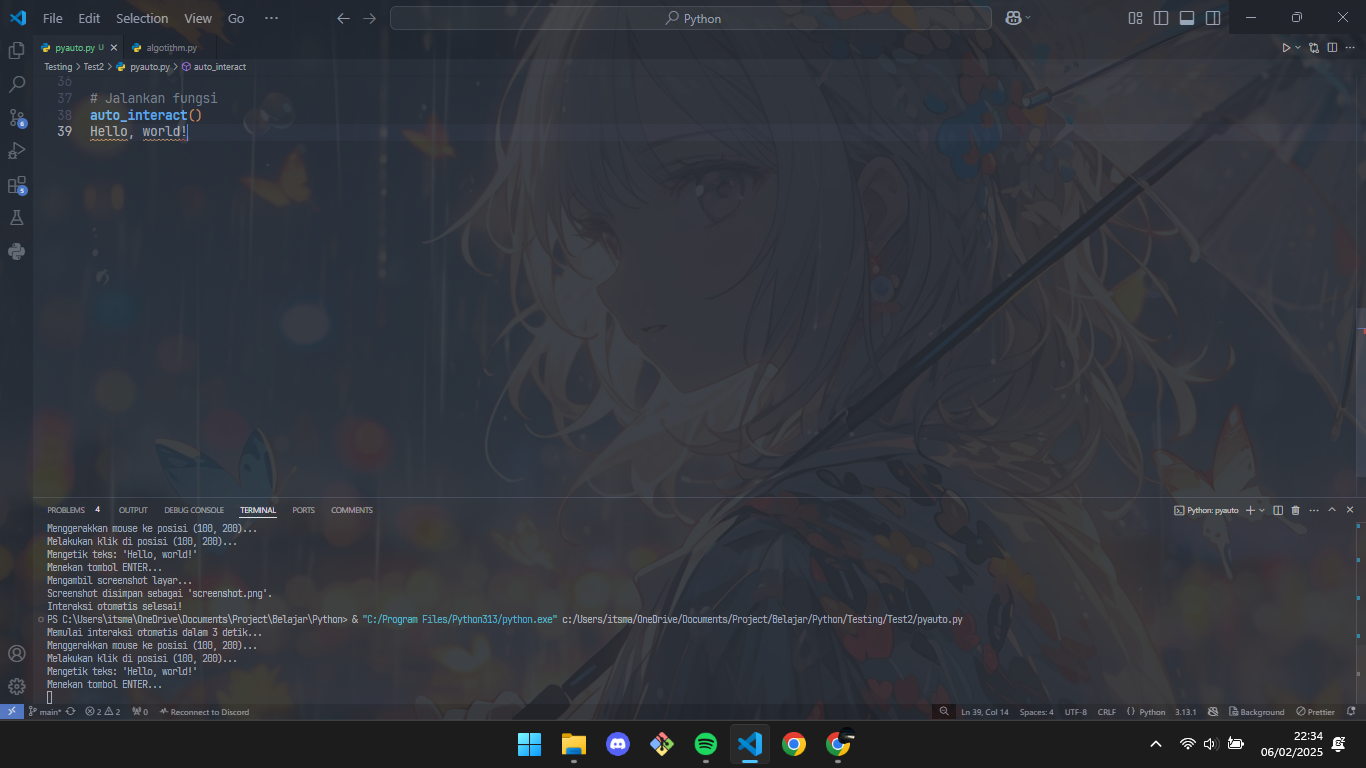 File Edit Selection View Go ··· Python
pyauto.py U algotithm.py
Testing > Test2 > pyauto.py > auto_interact
36
37 # Jalankan fungsi
38 auto_interact()
39 Hello, world!
PROBLEMS 4 OUTPUT DEBUG CONSOLE TERMINAL PORTS COMMENTS Python: pyauto
Menggerakkan mouse ke posisi (100, 200)...
Melakukan klik di posisi (100, 200)...
Mengetik teks: 'Hello, world!'
Menekan tombol ENTER...
Mengambil screenshot layar...
Screenshot disimpan sebagai 'screenshot.png'.
Interaksi otomatis selesai!
PS C:\Users\itsma\OneDrive\Documents\Project\Belajar\Python> & "C:/Program Files/Python313/python.exe" c:/Users/itsma/OneDrive/Documents/Project/Belajar/Python/Testing/Test2/pyauto.py
Memulai interaksi otomatis dalam 3 detik...
Menggerakkan mouse ke posisi (100, 200)...
Melakukan klik di posisi (100, 200)...
Mengetik teks: 'Hello, world!'
Menekan tombol ENTER...
main* 2 2 0 Reconnect to Discord Ln 39, Col 14 Spaces: 4 UTF-8 CRLF Python 3.13.1 Background Prettier
22:34
06/02/2025